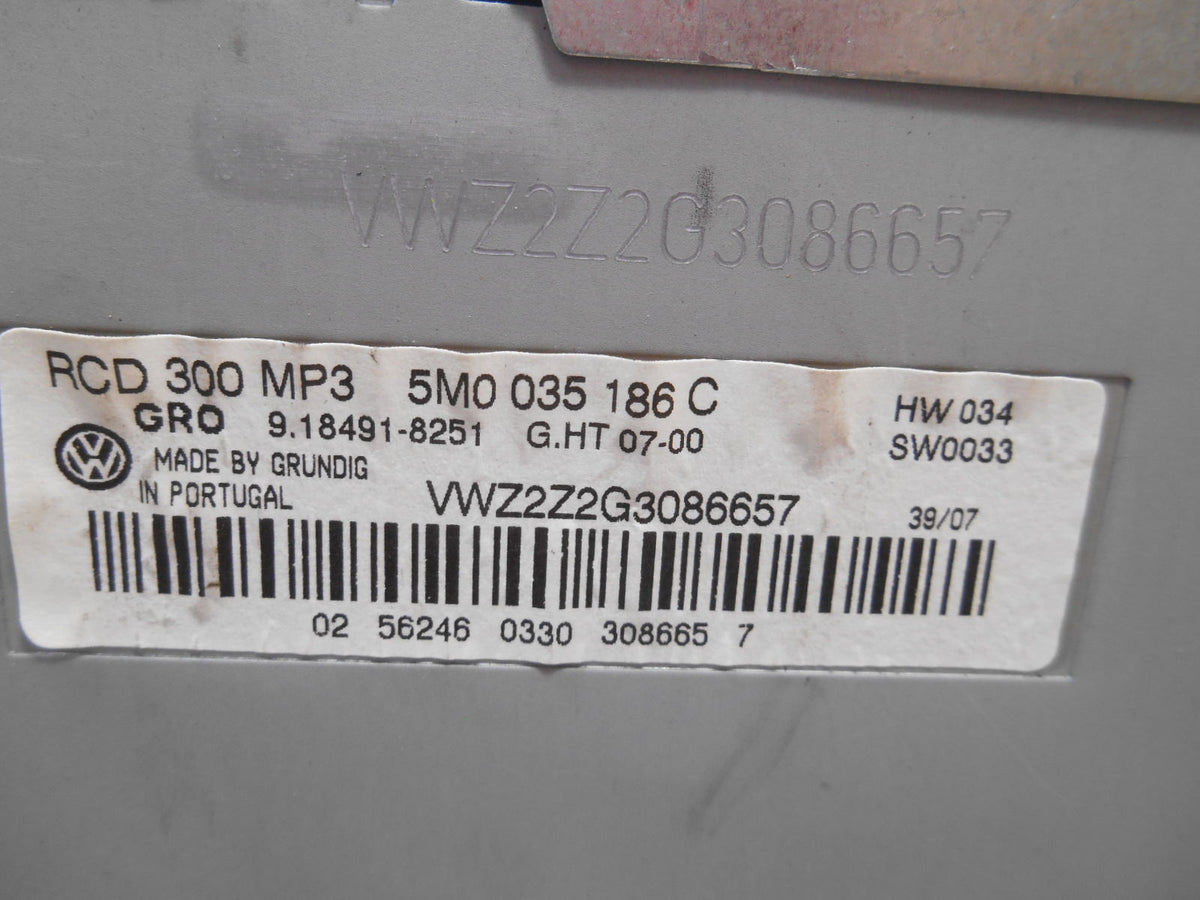 VWZ2Z2G3086657
RCD 300 MP3 5M0 035 186 C
HW 034
GRO 9.18491-8251 G.HT 07-00
SW0033
MADE BY GRUNDIG
IN PORTUGAL
VWZ2Z2G3086657
39/07
02 56246 0330 308665 7